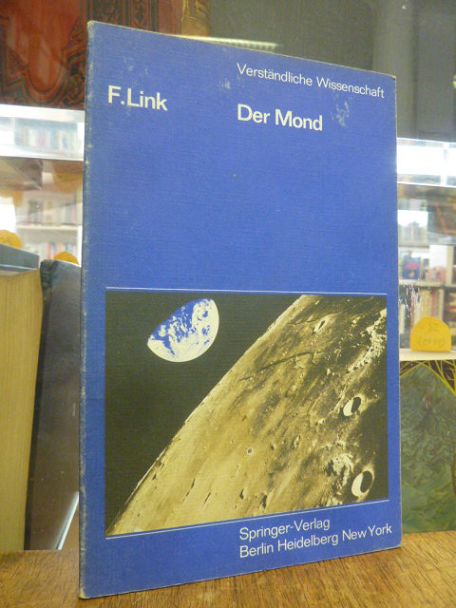 Verständliche Wissenschaft
F. Link Der Mond
Springer-Verlag
Berlin Heidelberg New York